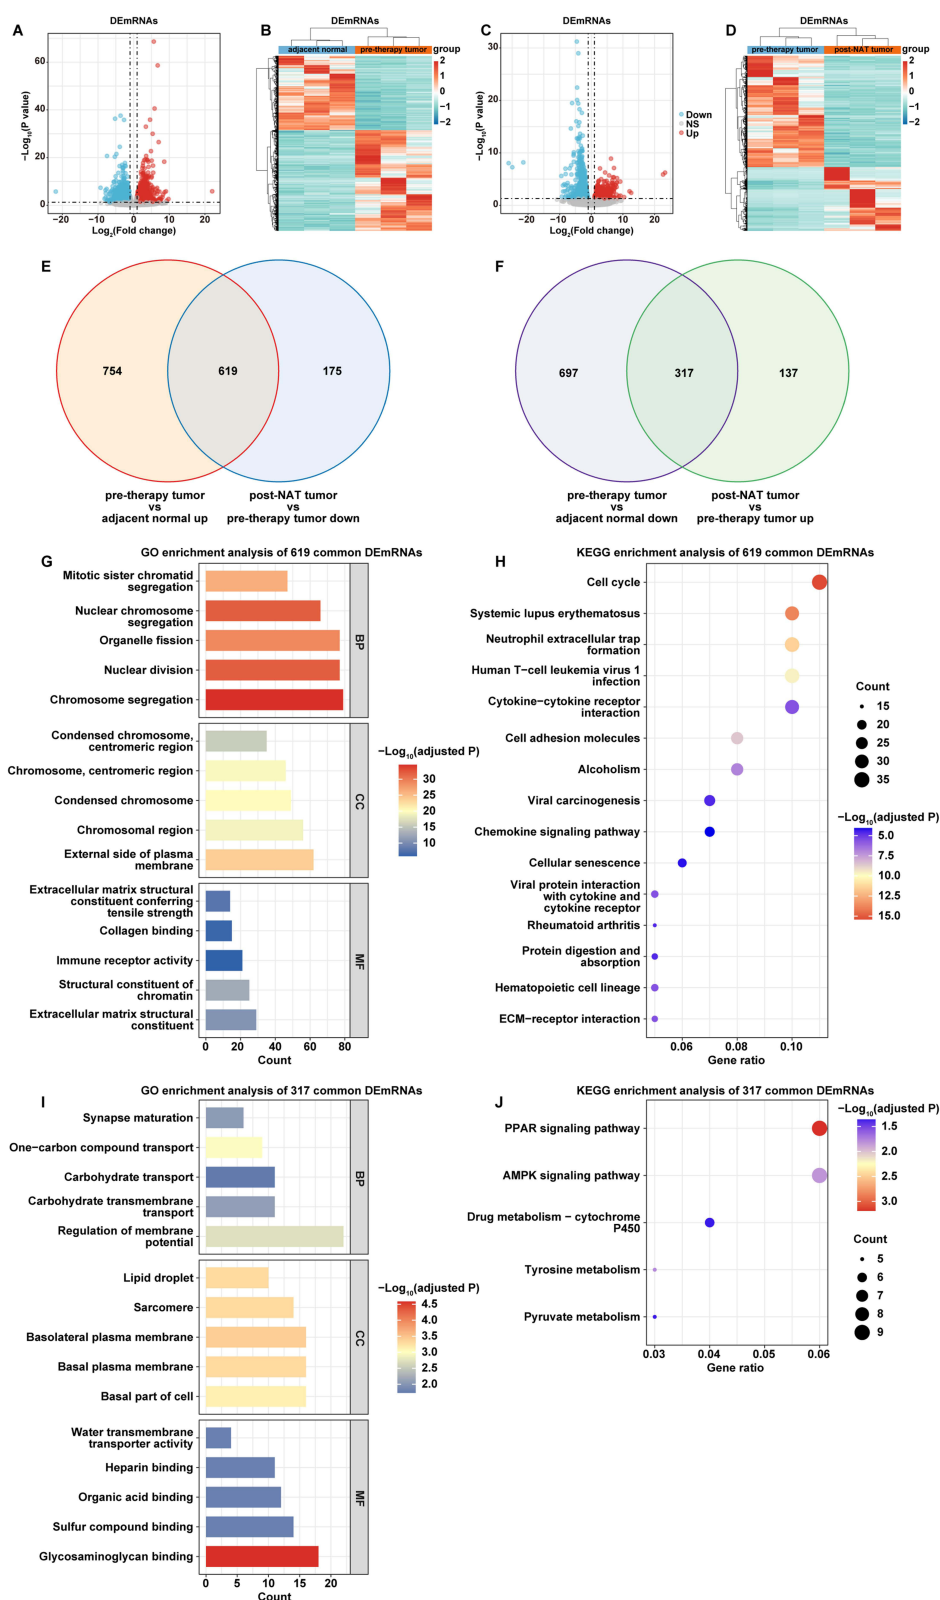 A
DEmRNAs
−Log10(P value)
60
40
20
0
−20
−10
0
10
20
Log2(Fold change)
B
DEmRNAs
adjacent normal
pre-therapy tumor
group
2
1
0
−1
−2
C
DEmRNAs
−Log10(P value)
30
20
10
0
−20
−10
0
10
20
Log2(Fold change)
Down
NS
Up
D
DEmRNAs
pre-therapy tumor
post-NAT tumor
group
2
1
0
−1
−2
E
754
619
175
pre-therapy tumor
vs
adjacent normal up
post-NAT tumor
vs
pre-therapy tumor down
F
697
317
137
pre-therapy tumor
vs
adjacent normal down
post-NAT tumor
vs
pre-therapy tumor up
G
GO enrichment analysis of 619 common DEmRNAs
Mitotic sister chromatid
segregation
Nuclear chromosome
segregation
Organelle fission
Nuclear division
Chromosome segregation
BP
Condensed chromosome,
centromeric region
Chromosome, centromeric region
Condensed chromosome
Chromosomal region
External side of plasma
membrane
CC
Extracellular matrix structural
constituent conferring
tensile strength
Collagen binding
Immune receptor activity
Structural constituent of
chromatin
Extracellular matrix structural
constituent
MF
0
20
40
60
80
Count
−Log10(adjusted P)
30
25
20
15
10
H
KEGG enrichment analysis of 619 common DEmRNAs
Cell cycle
Systemic lupus erythematosus
Neutrophil extracellular trap
formation
Human T−cell leukemia virus 1
infection
Cytokine−cytokine receptor
interaction
Cell adhesion molecules
Alcoholism
Viral carcinogenesis
Chemokine signaling pathway
Cellular senescence
Viral protein interaction
with cytokine and
cytokine receptor
Rheumatoid arthritis
Protein digestion and
absorption
Hematopoietic cell lineage
ECM−receptor interaction
0.06
0.08
0.10
Gene ratio
Count
15
20
25
30
35
−Log10(adjusted P)
5.0
7.5
10.0
12.5
15.0
I
GO enrichment analysis of 317 common DEmRNAs
Synapse maturation
One−carbon compound transport
Carbohydrate transport
Carbohydrate transmembrane
transport
Regulation of membrane
potential
BP
Lipid droplet
Sarcomere
Basolateral plasma membrane
Basal plasma membrane
Basal part of cell
CC
Water transmembrane
transporter activity
Heparin binding
Organic acid binding
Sulfur compound binding
Glycosaminoglycan binding
MF
0
5
10
15
20
Count
−Log10(adjusted P)
4.5
4.0
3.5
3.0
2.5
2.0
J
KEGG enrichment analysis of 317 common DEmRNAs
PPAR signaling pathway
AMPK signaling pathway
Drug metabolism − cytochrome
P450
Tyrosine metabolism
Pyruvate metabolism
0.03
0.04
0.05
0.06
Gene ratio
−Log10(adjusted P)
1.5
2.0
2.5
3.0
Count
5
6
7
8
9